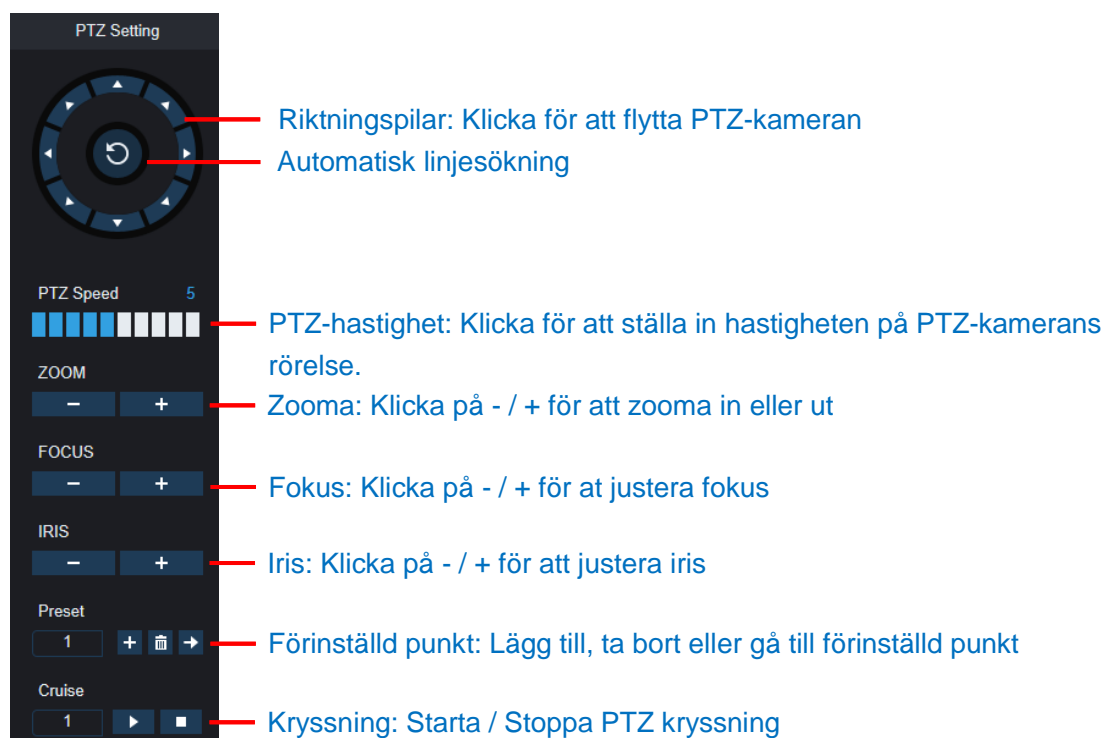 PTZ Setting
Riktningspilar: Klicka för att flytta PTZ-kameran
Automatisk linjesökning
PTZ Speed 5
PTZ-hastighet: Klicka för att ställa in hastigheten på PTZ-kamerans
rörelse.
ZOOM
- +
Zooma: Klicka på - / + för att zooma in eller ut
FOCUS
- +
Fokus: Klicka på - / + för at justera fokus
IRIS
- +
Iris: Klicka på - / + för att justera iris
Preset
1 +
Förinställd punkt: Lägg till, ta bort eller gå till förinställd punkt
Cruise
1
Kryssning: Starta / Stoppa PTZ kryssning